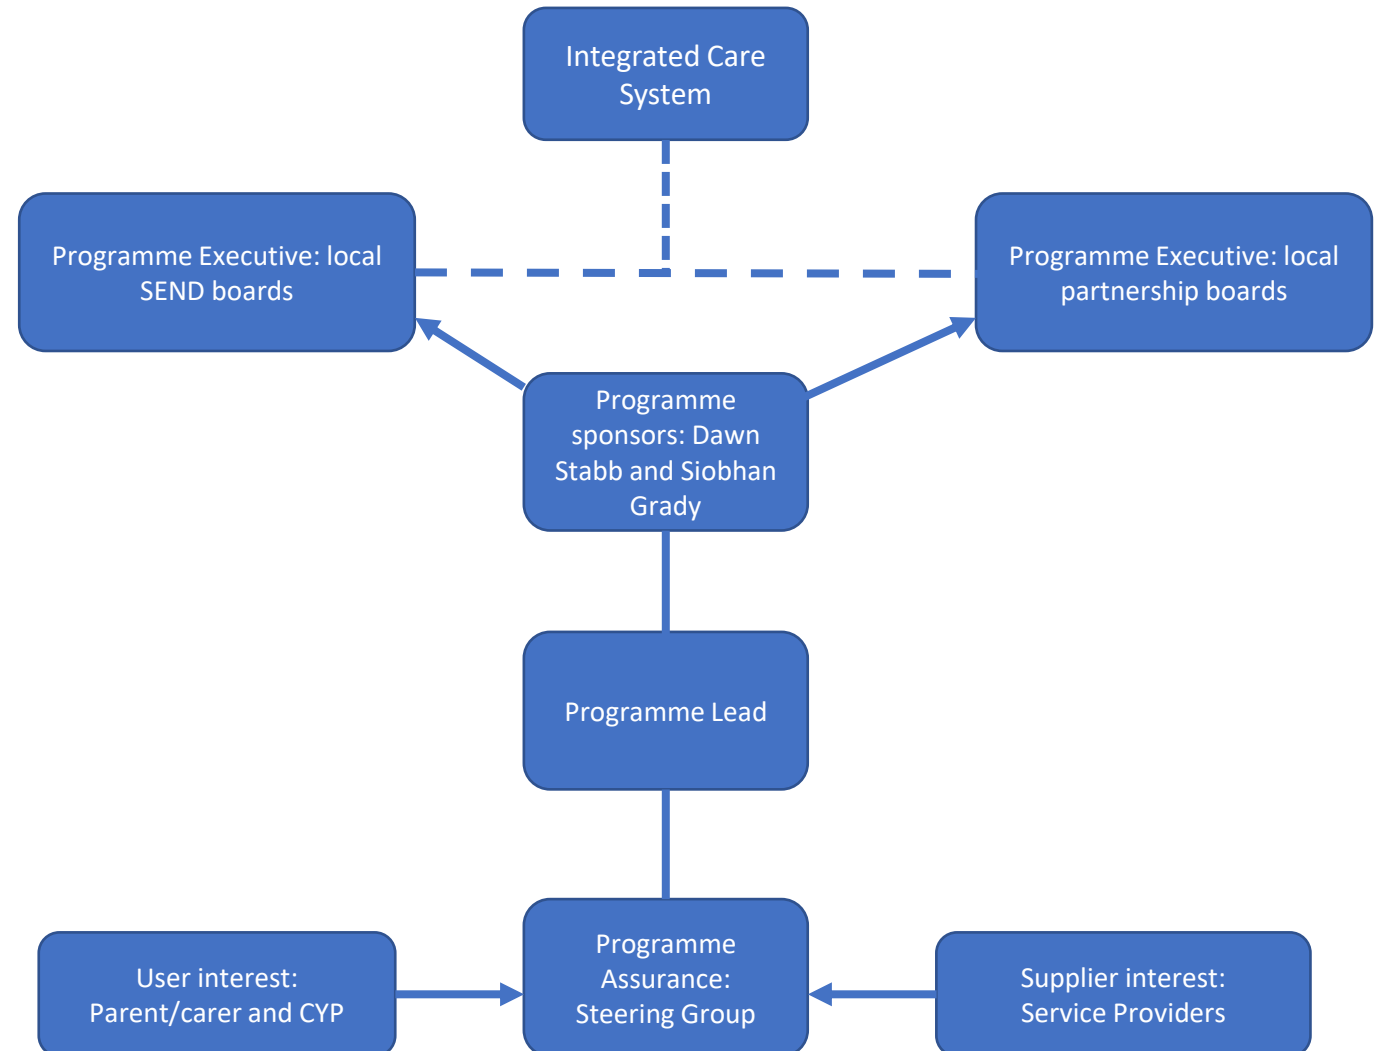 Integrated Care
System
Programme Executive: local
SEND boards
Programme Executive: local
partnership boards
Programme
sponsors: Dawn
Stabb and Siobhan
Grady
Programme Lead
User interest:
Parent/carer and CYP
Programme
Assurance:
Steering Group
Supplier interest:
Service Providers